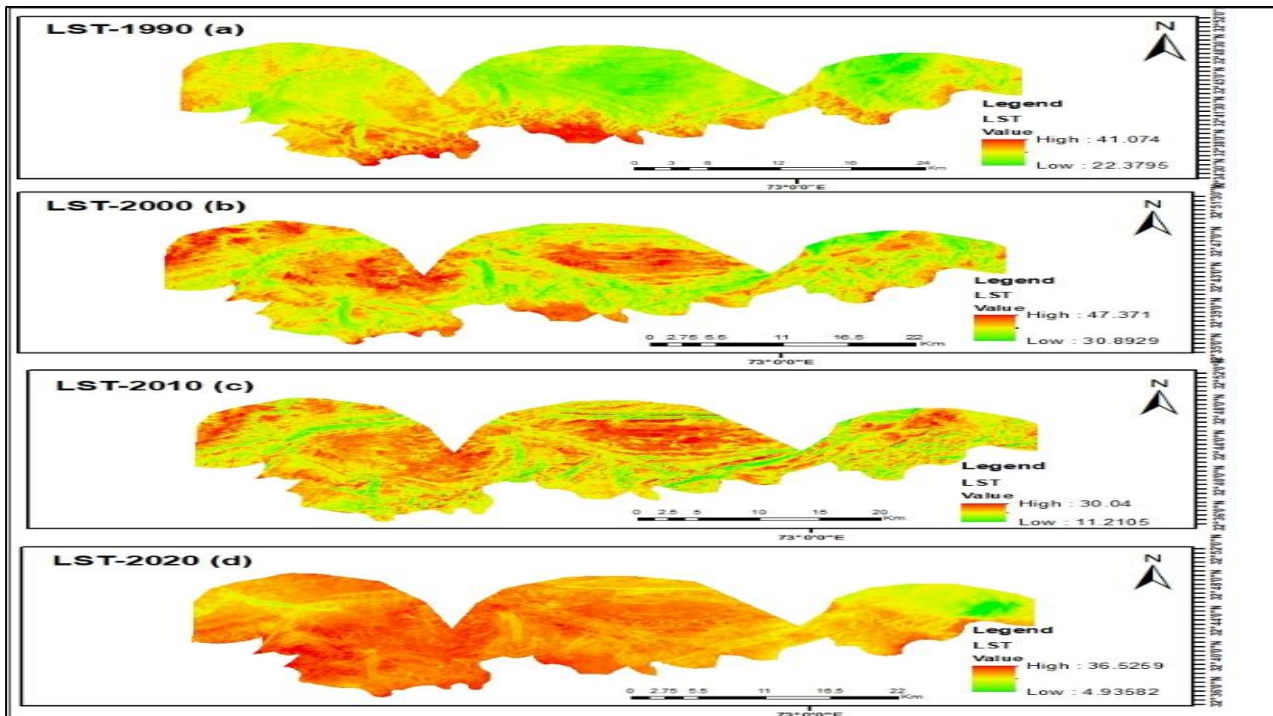 LST-1990 (a)
N
Legend
LST
Value
High : 41.074
Low : 22.3795
0 3 6 12 18 24
Km
73°0'0"E
LST-2000 (b)
N
Legend
LST
Value
High : 47.371
Low : 30.8929
0 2.75 5.5 11 16.5 22
Km
73°0'0"E
LST-2010 (c)
N
Legend
LST
Value
High : 30.04
Low : 11.2105
0 2.5 5 10 15 20
Km
73°0'0"E
LST-2020 (d)
N
Legend
LST
Value
High : 36.5259
Low : 4.93582
0 2.75 5.5 11 16.5 22
Km
73°0'0"E